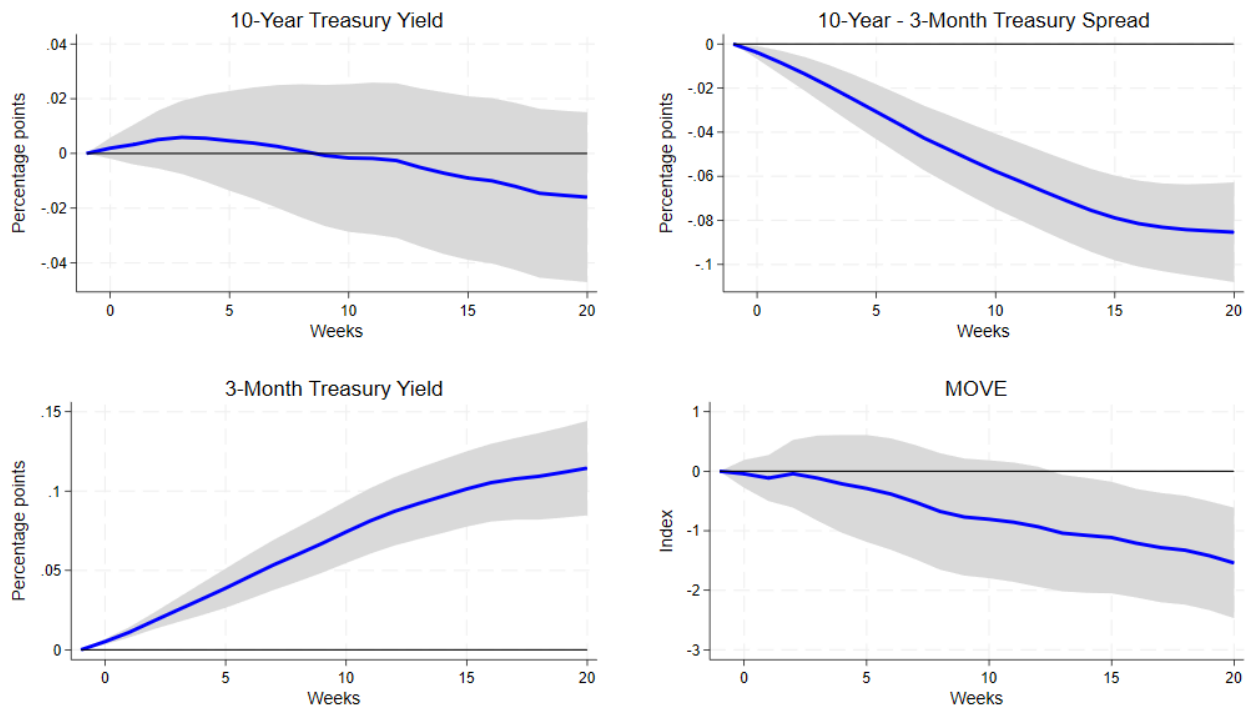 10-Year Treasury Yield
Percentage points
.04
.02
0
-.02
-.04
0 5 10 15 20
Weeks
10-Year - 3-Month Treasury Spread
Percentage points
0
-.02
-.04
-.06
-.08
-.1
0 5 10 15 20
Weeks
3-Month Treasury Yield
Percentage points
.15
.1
.05
0
0 5 10 15 20
Weeks
MOVE
Index
1
0
-1
-2
-3
0 5 10 15 20
Weeks